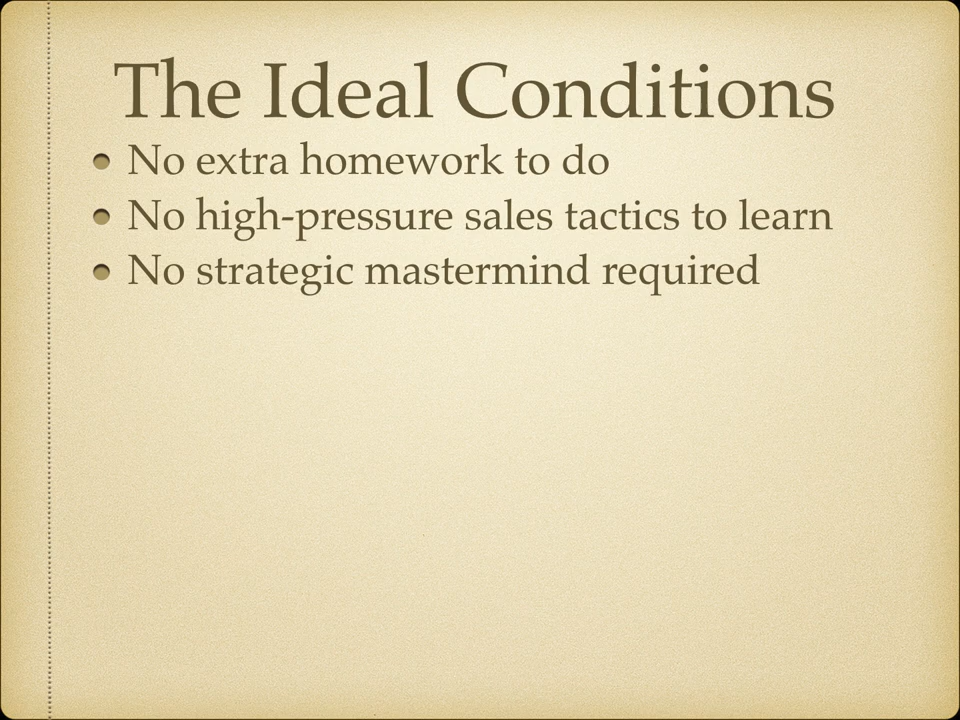 The Ideal Conditions
No extra homework to do
No high-pressure sales tactics to learn
No strategic mastermind required